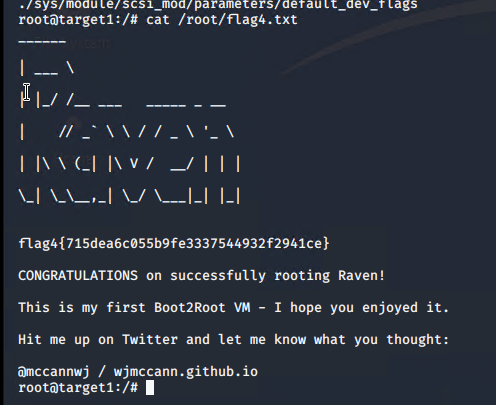 ./sys/module/scsi_mod/parameters/default_dev_flags
root@target1:/# cat /root/flag4.txt
______
| ___ \
| |_/ /__ ___   _____ _ __
|    // _` \ \ / / _ \ '_ \
| |\ \ (_| |\ V /  __/ | | |
\_| \_\__,_| \_/ \___|_| |_|
flag4{715dea6c055b9fe3337544932f2941ce}
CONGRATULATIONS on successfully rooting Raven!
This is my first Boot2Root VM - I hope you enjoyed it.
Hit me up on Twitter and let me know what you thought:
@mccannwj / wjmccann.github.io
root@target1:/#